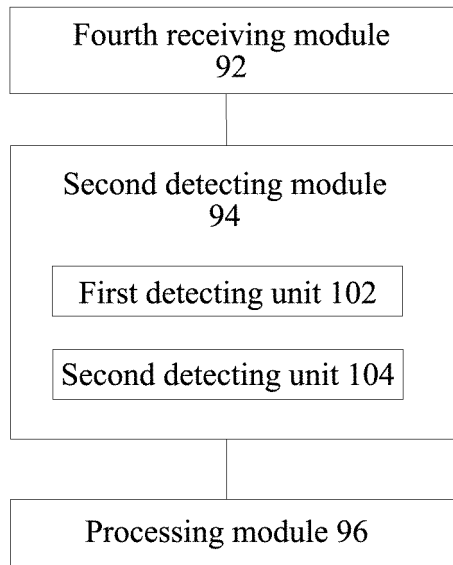 Fourth receiving module
92
Second detecting module
94
First detecting unit 102
Second detecting unit 104
Processing module 96